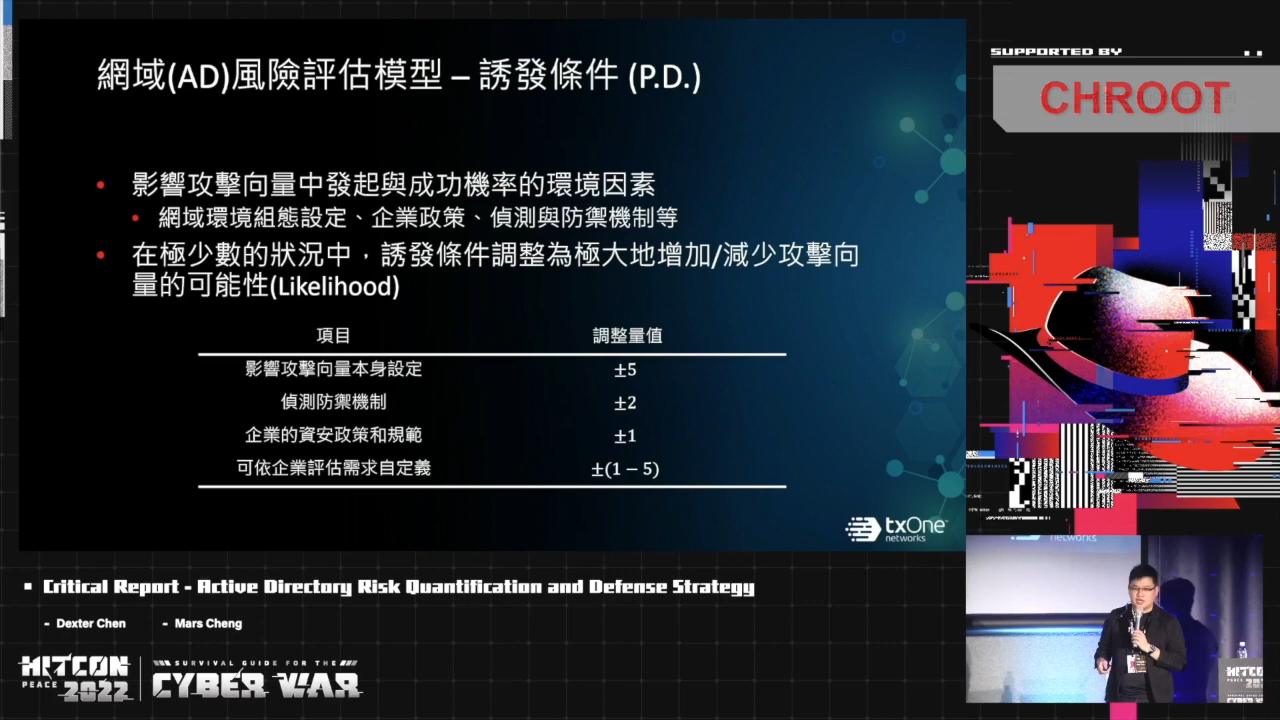 網域(AD)風險評估模型 – 誘發條件 (P.D.)
• 影響攻擊向量中發起與成功機率的環境因素
• 網域環境組態設定、企業政策、偵測與防禦機制等
• 在極少數的狀況中，誘發條件調整為極大地增加/減少攻擊向
量的可能性(Likelihood)
項目 調整量值
影響攻擊向量本身設定 ±5
偵測防禦機制 ±2
企業的資安政策和規範 ±1
可依企業評估需求自定義 ±(1 − 5)
txOne
networks
SUPPORTED BY
CHROOT
networks
HITCON
Critical Report - Active Directory Risk Quantification and Defense Strategy
- Dexter Chen - Mars Cheng
HITCON
PEACE 2022
SURVIVAL GUIDE FOR THE
CYBER WAR